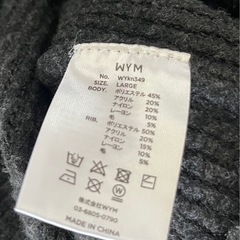 WYM
No. WYkn349
SIZE. LARGE
BODY. ポリエステル 45%
アクリル 20%
ナイロン 20%
レーヨン 10%
毛 5%
RIB. ポリエステル 50%
アクリル 20%
ナイロン 15%
レーヨン 10%
毛 5%
株式会社WYM
03-6805-0790
MADE IN CHINA